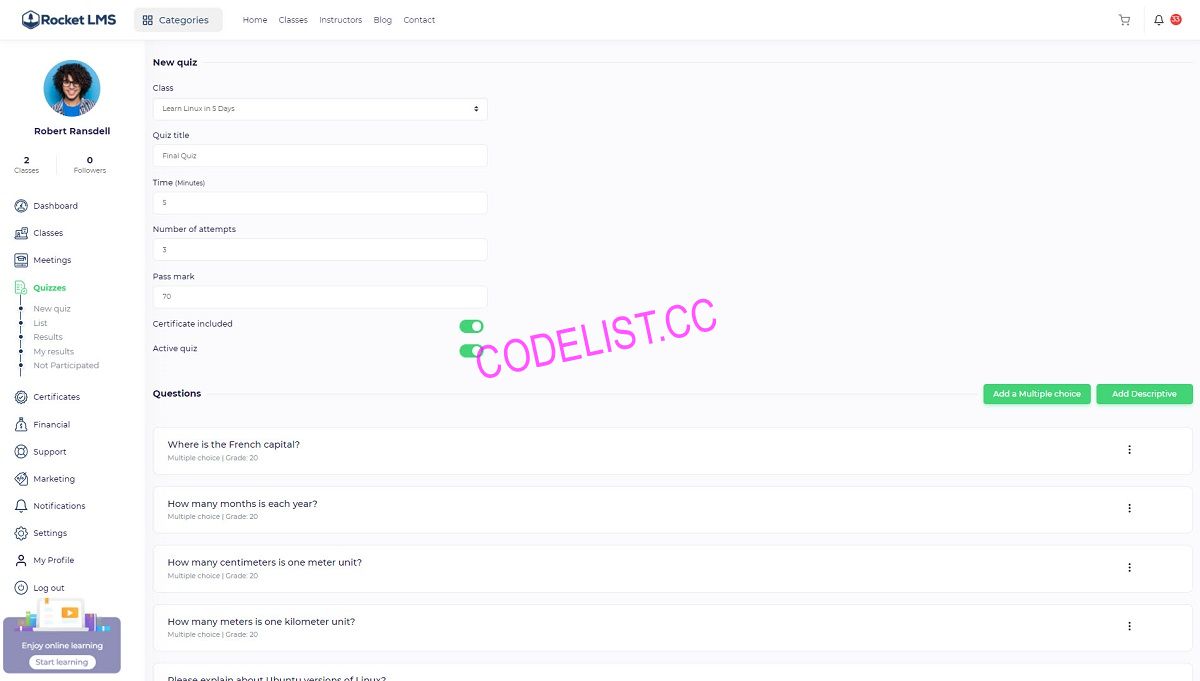 Rocket LMS
Categories
Home
Classes
Instructors
Blog
Contact
33
Robert Ransdell
2
Classes
0
Followers
Dashboard
Classes
Meetings
Quizzes
New quiz
List
Results
My results
Not Participated
Certificates
Financial
Support
Marketing
Notifications
Settings
My Profile
Log out
Enjoy online learning
Start learning
New quiz
Class
Learn Linux in 5 Days
Quiz title
Final Quiz
Time (Minutes)
5
Number of attempts
3
Pass mark
70
Certificate included
Active quiz
CODELIST.CC
Questions
Add a Multiple choice
Add Descriptive
Where is the French capital?
Multiple choice | Grade: 20
How many months is each year?
Multiple choice | Grade: 20
How many centimeters is one meter unit?
Multiple choice | Grade: 20
How many meters is one kilometer unit?
Multiple choice | Grade: 20
Please explain about Ubuntu versions of Linux?